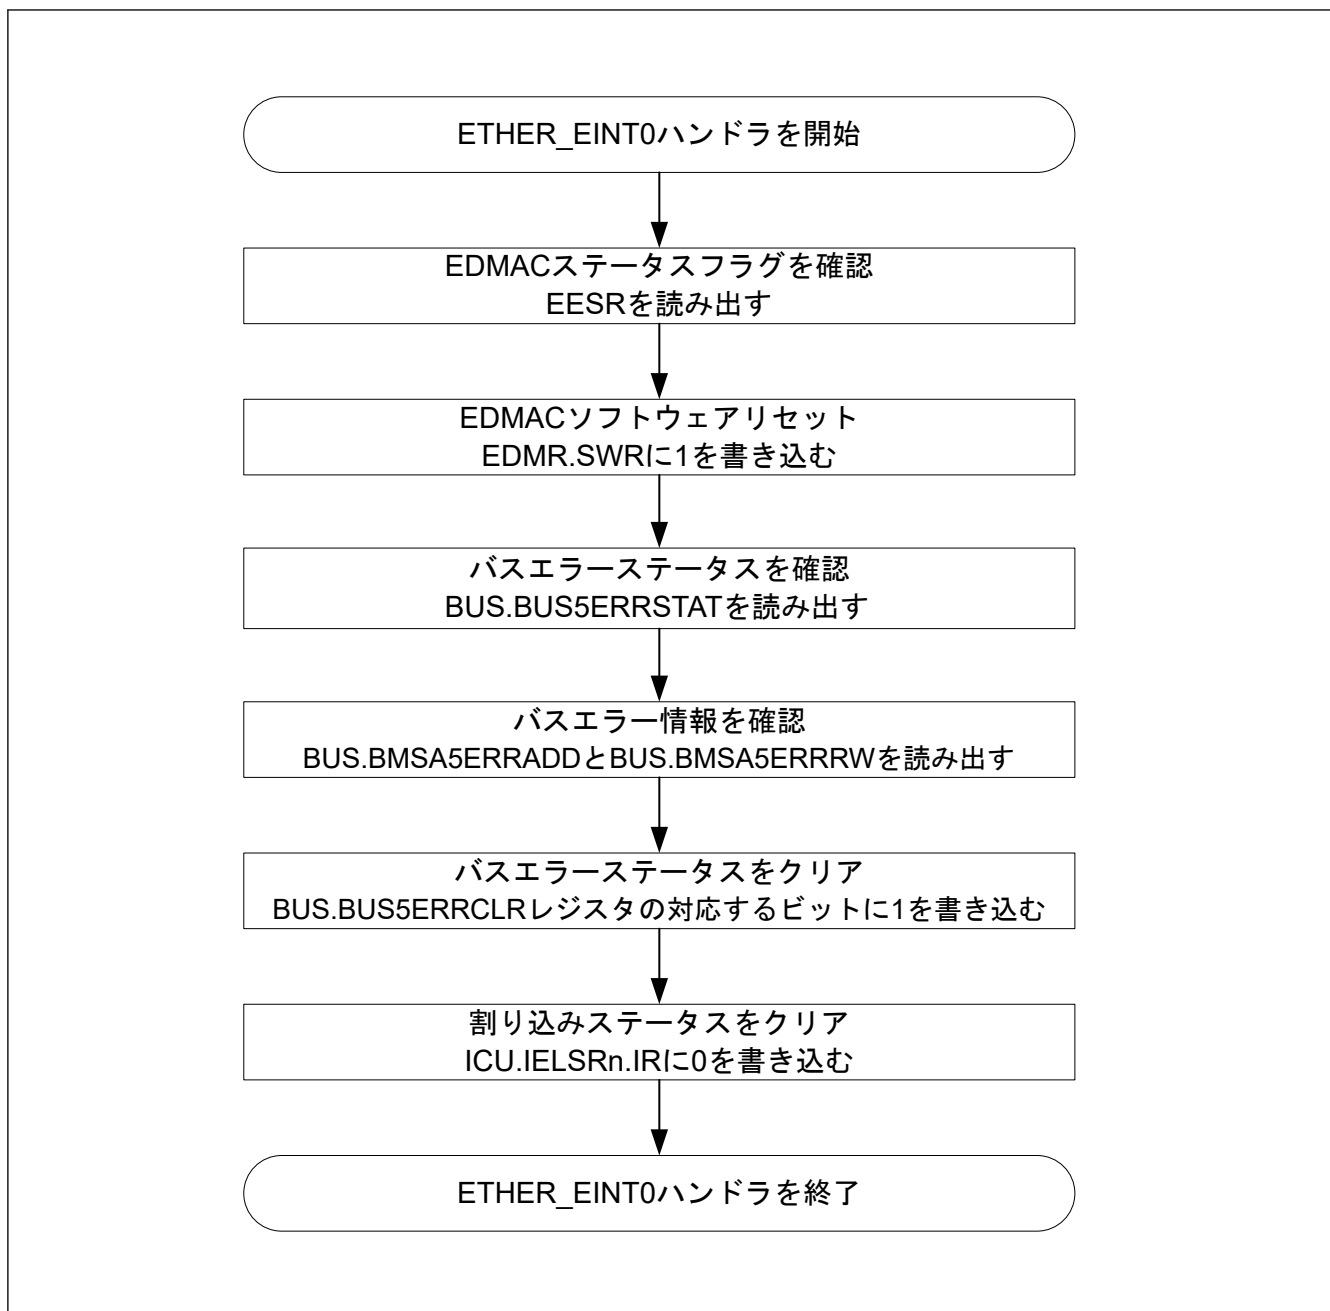 ETHER_EINT0ハンドラを開始
EDMACステータスフラグを確認
EESRを読み出す
EDMACソフトウェアリセット
EDMR.SWRに1を書き込む
バスエラーステータスを確認
BUS.BUS5ERRSTATを読み出す
バスエラー情報を確認
BUS.BMSA5ERRADDとBUS.BMSA5ERRRWを読み出す
バスエラーステータスをクリア
BUS.BUS5ERRCLRレジスタの対応するビットに1を書き込む
割り込みステータスをクリア
ICU.IELSRn.IRに0を書き込む
ETHER_EINT0ハンドラを終了